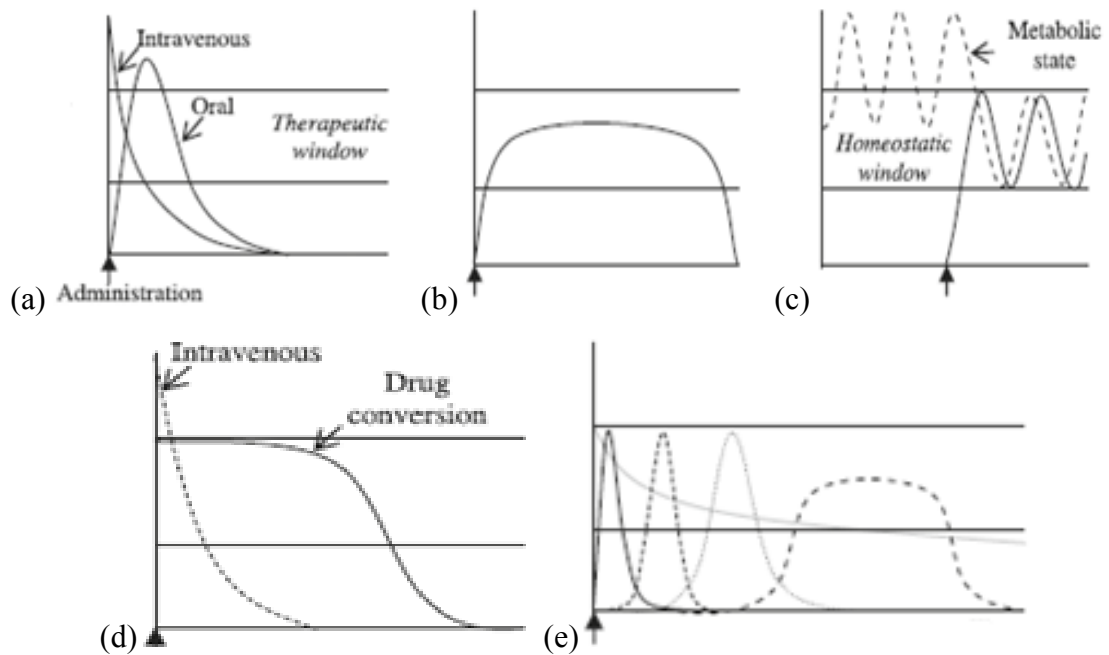 Intravenous
Oral
Therapeutic
window
Administration
(a)
(b)
Metabolic
state
Homeostatic
window
(c)
Intravenous
Drug
conversion
(d)
(e)